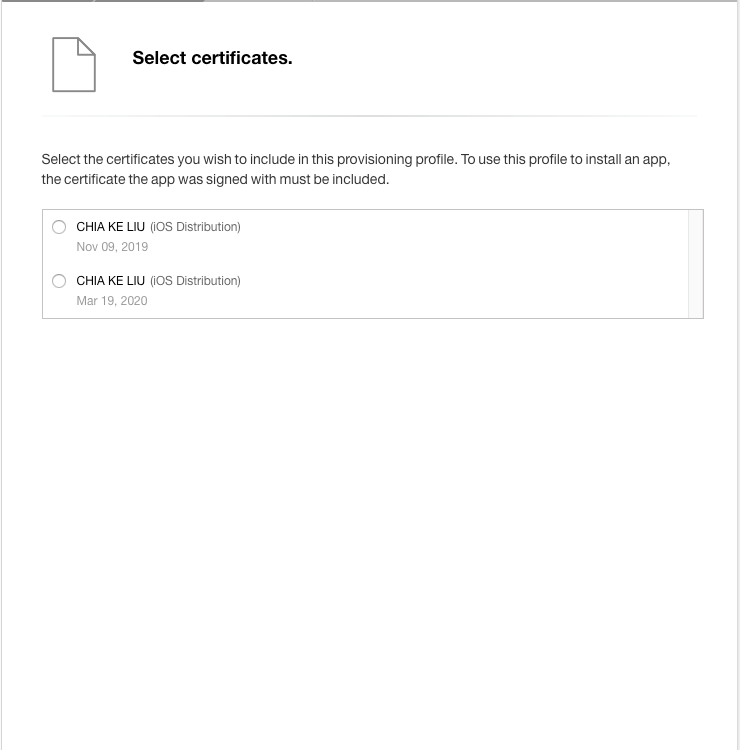 Select certificates.
Select the certificates you wish to include in this provisioning profile. To use this profile to install an app,
the certificate the app was signed with must be included.
CHIA KE LIU (iOS Distribution)
Nov 09, 2019
CHIA KE LIU (iOS Distribution)
Mar 19, 2020